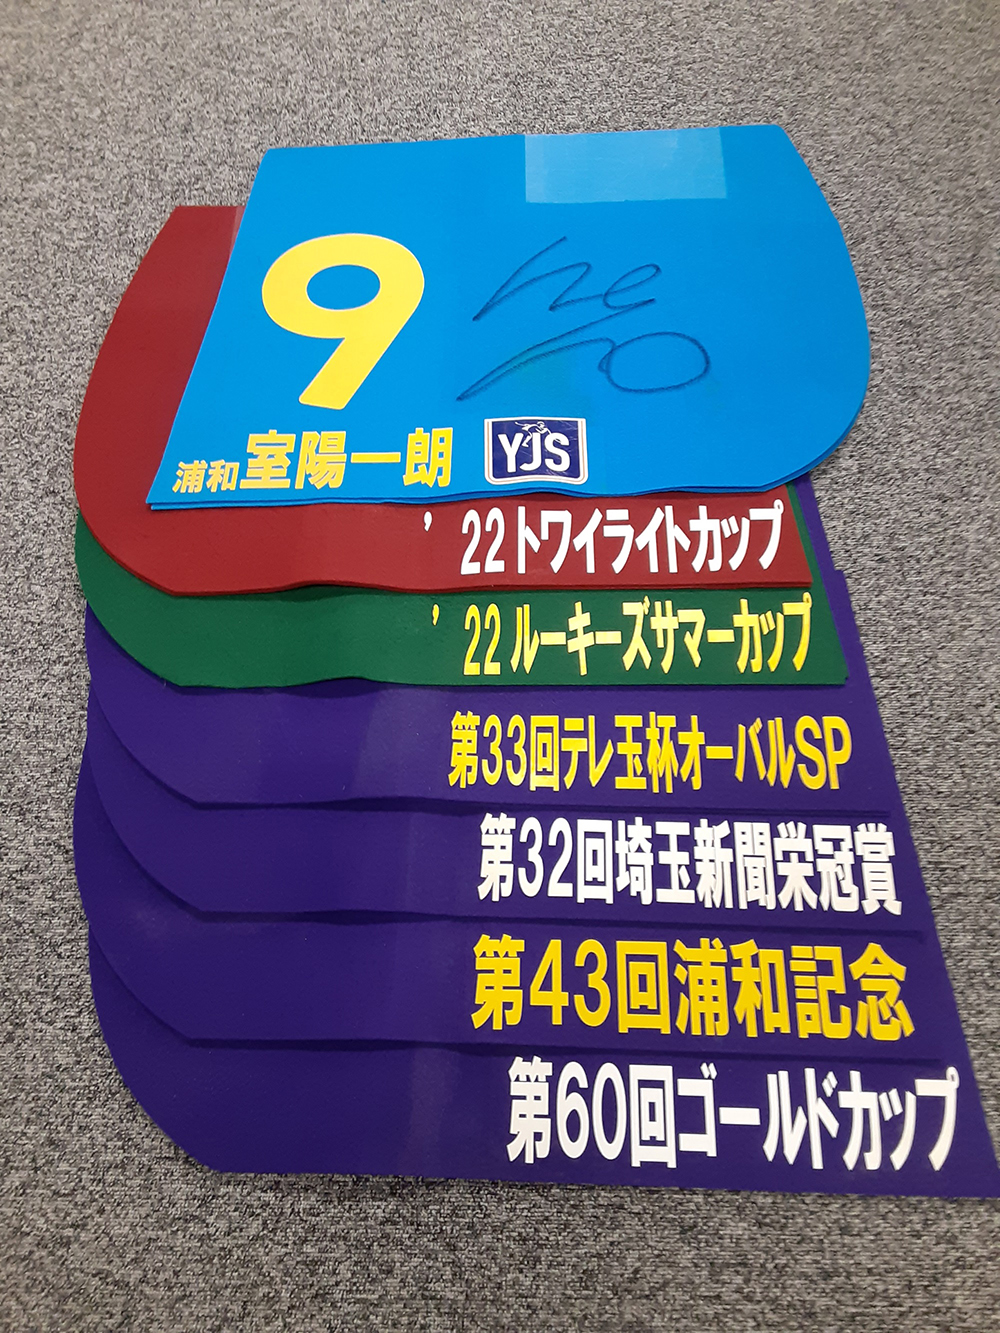 9
浦和 室陽一朗
YJS
'22トワイライトカップ
'22ルーキーズサマーカップ
第33回テレ玉杯オーバルSP
第32回埼玉新聞栄冠賞
第43回浦和記念
第60回ゴールドカップ